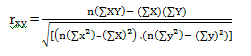 r_XY = n(∑XY) − (∑X)(∑Y) / √[(n(∑x²)−(∑X)²).(n(∑y²)− (∑y)²)]